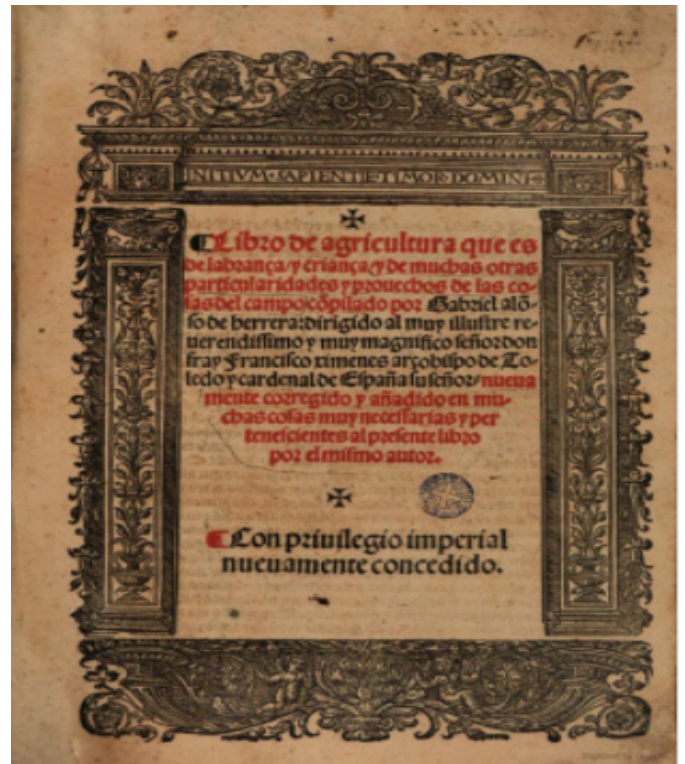 INITIVM·SAPIENTIE·TIMOR·DOMINI
✠
¶Libro de agricultura que es
de labrança/y criança/y de muchas otras
particularidades y prouechos de las co-
sas del campo:cõpilado por Gabriel alõ-
so de herrera:dirigido al muy illustre re-
uerendissimo y muy magnifico señor don
fray Francisco ximenes arçobispo de To-
ledo y cardenal de España su señor/nueua
mente corregido y añadido en mu-
chas cosas muy necessarias y per
tenescientes al presente libro
por el mismo autor.
✠
¶Con priuilegio imperial
nueuamente concedido.